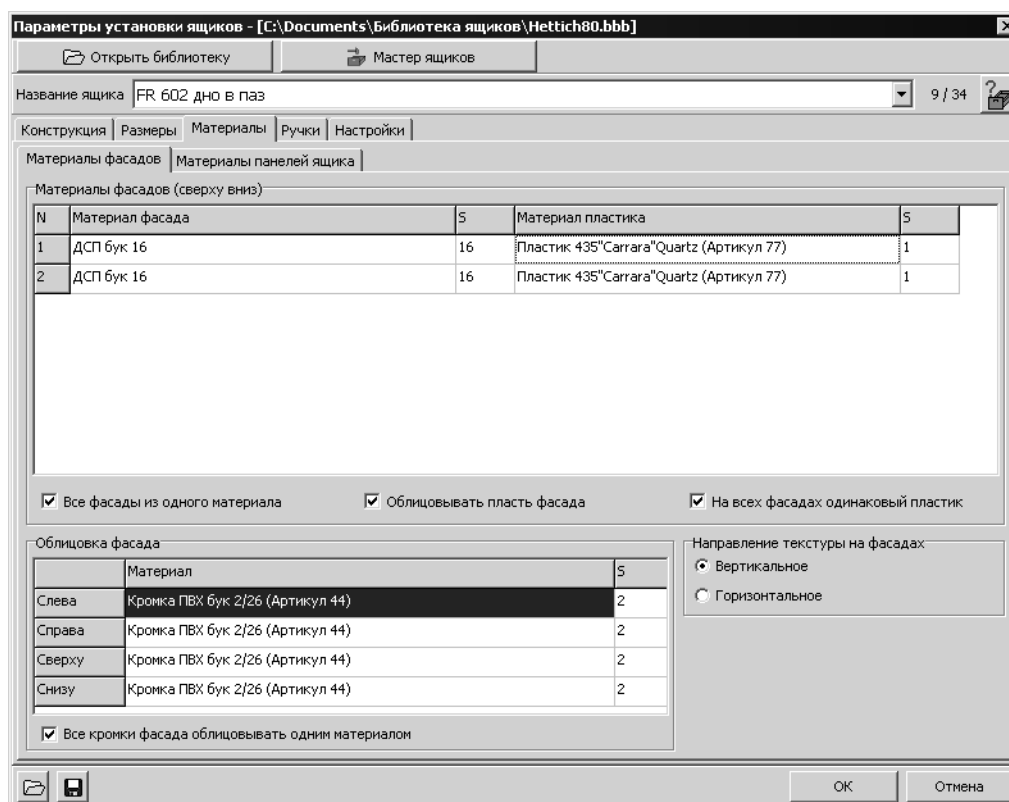 Параметры установки ящиков - [C:\Documents\Библиотека ящиков\Hettich80.bbb]
Открыть библиотеку Мастер ящиков
Название ящика FR 602 дно в паз 9 / 34
Конструкция Размеры Материалы Ручки Настройки
Материалы фасадов Материалы панелей ящика
Материалы фасадов (сверху вниз)
N Материал фасада S Материал пластика S
1 ДСП бук 16 16 Пластик 435"Carrara"Quartz (Артикул 77) 1
2 ДСП бук 16 16 Пластик 435"Carrara"Quartz (Артикул 77) 1
Все фасады из одного материала Облицовывать пласть фасада На всех фасадах одинаковый пластик
Облицовка фасада Направление текстуры на фасадах
Материал S Вертикальное
Слева Кромка ПВХ бук 2/26 (Артикул 44) 2 Горизонтальное
Справа Кромка ПВХ бук 2/26 (Артикул 44) 2
Сверху Кромка ПВХ бук 2/26 (Артикул 44) 2
Снизу Кромка ПВХ бук 2/26 (Артикул 44) 2
Все кромки фасада облицовывать одним материалом
OK Отмена